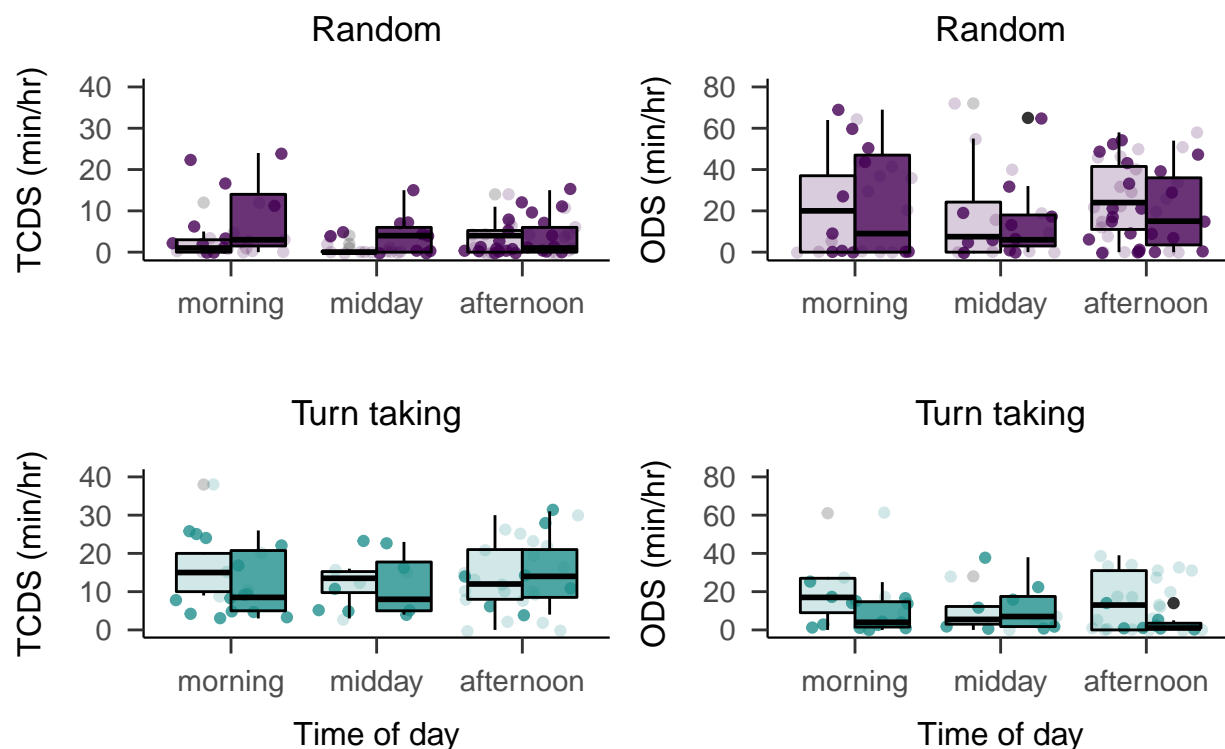 Random
TCDS (min/hr)
40
30
20
10
0
morning midday afternoon
Random
ODS (min/hr)
80
60
40
20
0
morning midday afternoon
Turn taking
TCDS (min/hr)
40
30
20
10
0
morning midday afternoon
Time of day
Turn taking
ODS (min/hr)
80
60
40
20
0
morning midday afternoon
Time of day